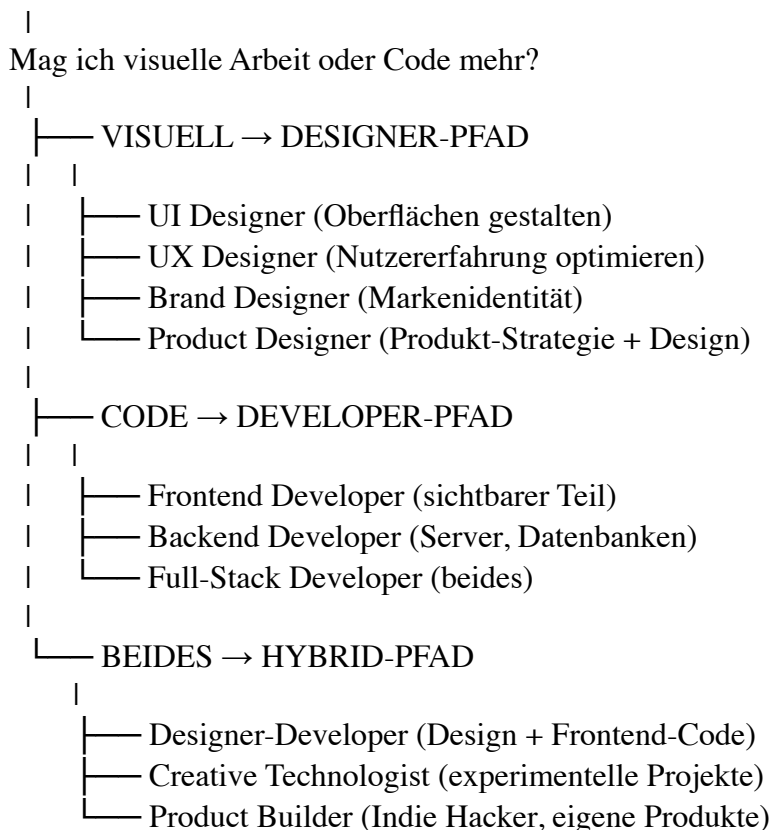 |
Mag ich visuelle Arbeit oder Code mehr?
|
├── VISUELL → DESIGNER-PFAD
| |
| ├── UI Designer (Oberflächen gestalten)
| ├── UX Designer (Nutzererfahrung optimieren)
| ├── Brand Designer (Markenidentität)
| └── Product Designer (Produkt-Strategie + Design)
|
├── CODE → DEVELOPER-PFAD
| |
| ├── Frontend Developer (sichtbarer Teil)
| ├── Backend Developer (Server, Datenbanken)
| └── Full-Stack Developer (beides)
|
└── BEIDES → HYBRID-PFAD
|
├── Designer-Developer (Design + Frontend-Code)
├── Creative Technologist (experimentelle Projekte)
└── Product Builder (Indie Hacker, eigene Produkte)